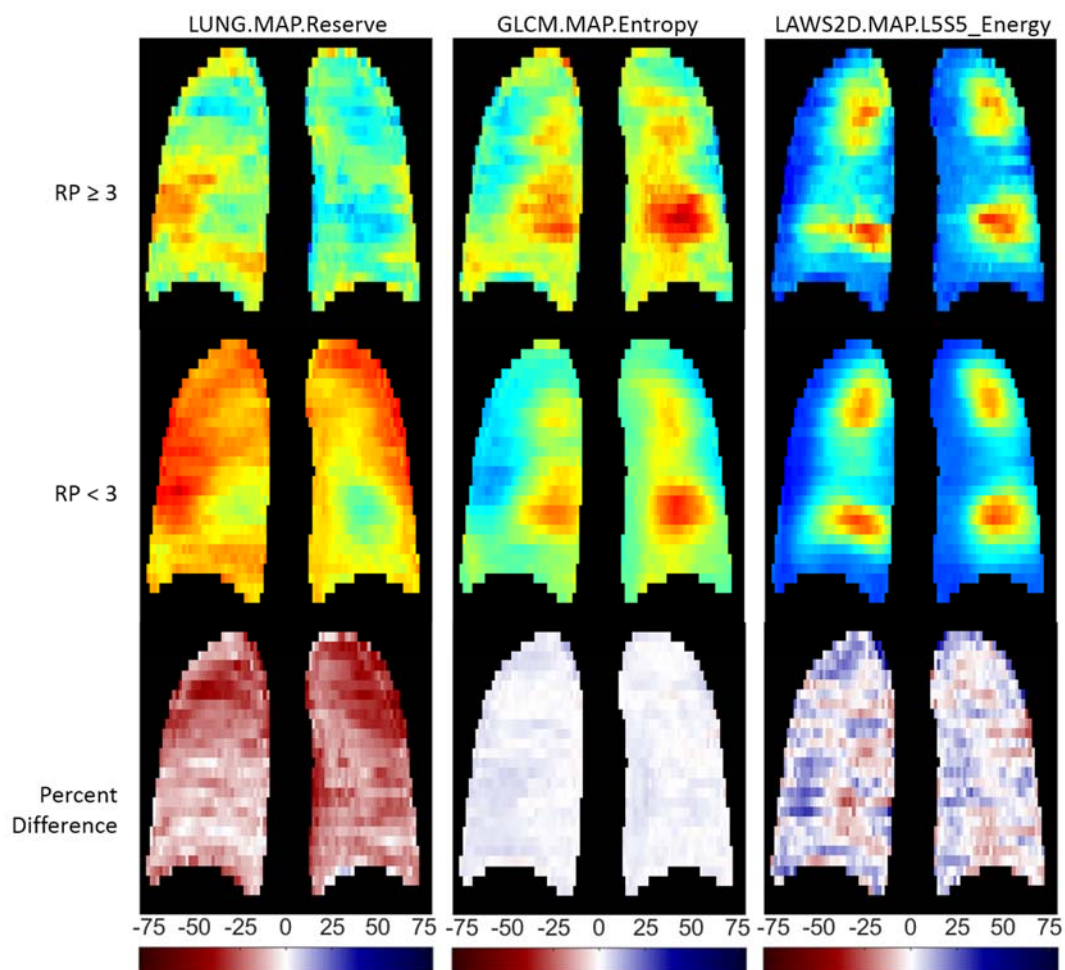 LUNG.MAP.Reserve GLCM.MAP.Entropy LAWS2D.MAP.L5S5_Energy
RP ≥ 3
RP < 3
Percent
Difference
-75 -50 -25 0 25 50 75 -75 -50 -25 0 25 50 75 -75 -50 -25 0 25 50 75